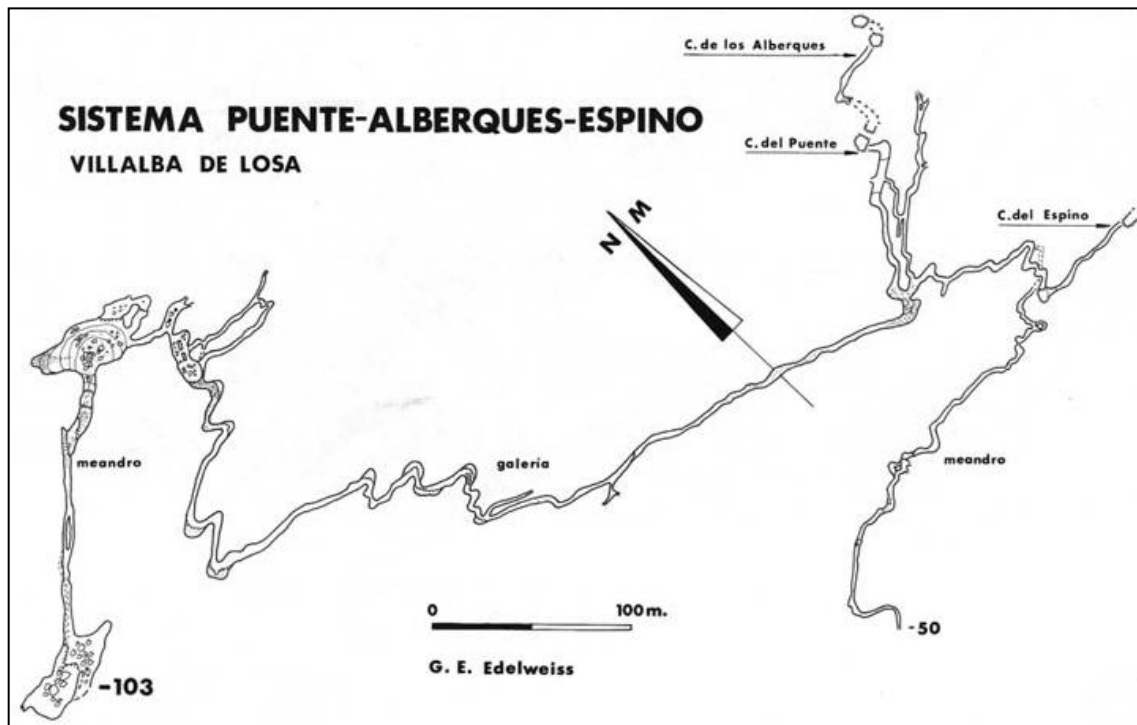 C. de los Alberques
SISTEMA PUENTE-ALBERQUES-ESPINO
VILLALBA DE LOSA
C. del Puente
C. del Espino
N M
meandro
galería
meandro
0 100 m.
-50
G. E. Edelweiss
-103